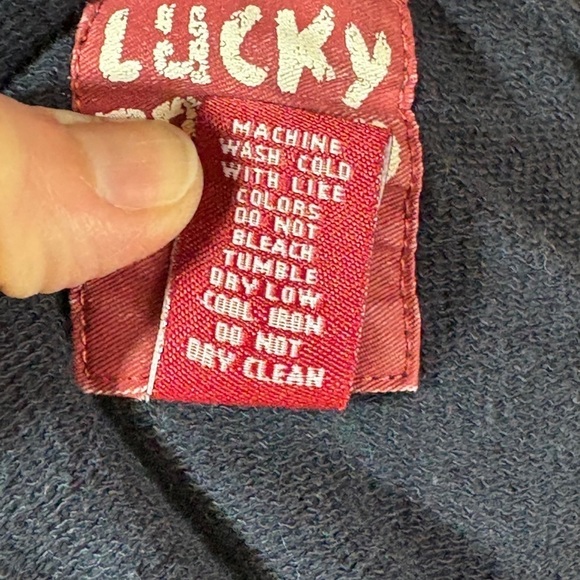 LUCKY
MACHINE
WASH COLD
WITH LIKE
COLORS
DO NOT
BLEACH
TUMBLE
DRY LOW
COOL IRON
DO NOT
DRY CLEAN